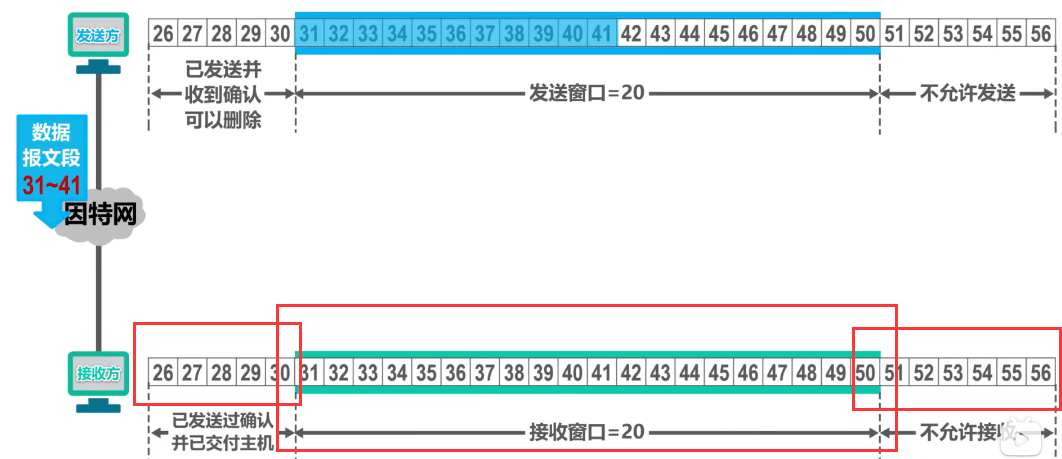 发送方
26 27 28 29 30 31 32 33 34 35 36 37 38 39 40 41 42 43 44 45 46 47 48 49 50 51 52 53 54 55 56
已发送并
收到确认
可以删除
发送窗口=20
不允许发送
数据
报文段
31~41
因特网
接收方
26 27 28 29 30 31 32 33 34 35 36 37 38 39 40 41 42 43 44 45 46 47 48 49 50 51 52 53 54 55 56
已发送过确认
并已交付主机
接收窗口=20
不允许接收